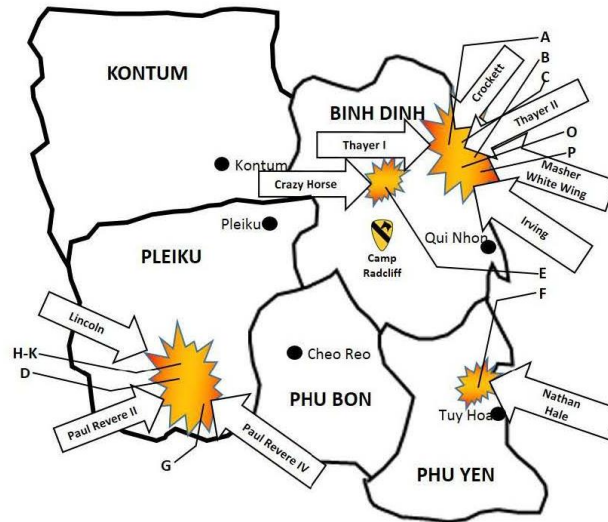 A
B
C
KONTUM
Crockett
BINH DINH
Thayer II
Thayer I
O
P
Kontum
Crazy Horse
Masher
White Wing
Pleiku
Qui Nhon
Irving
PLEIKU
Camp
Radcliff
E
F
Lincoln
H-K
D
Cheo Reo
PHU BON
Paul Revere II
Paul Revere IV
G
Tuy Hoa
Nathan
Hale
PHU YEN